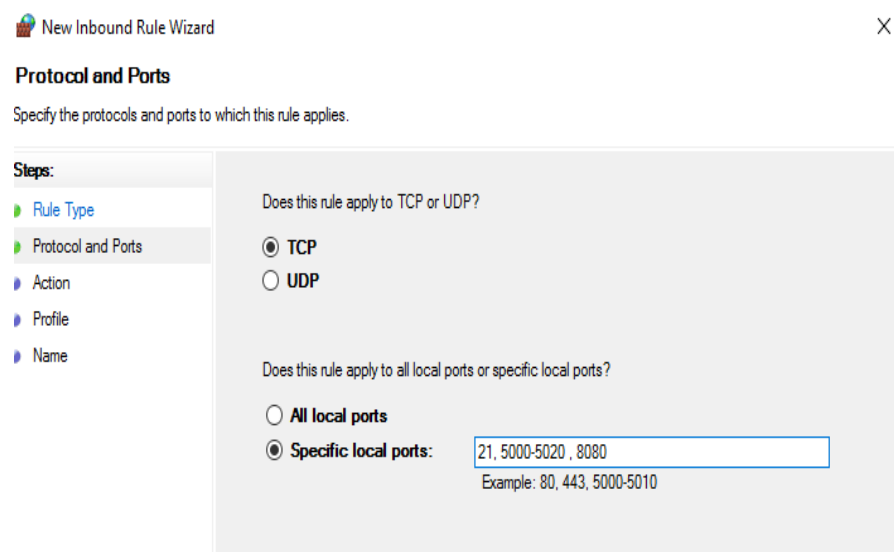 New Inbound Rule Wizard
X
Protocol and Ports
Specify the protocols and ports to which this rule applies.
Steps:
Rule Type
Protocol and Ports
Action
Profile
Name
Does this rule apply to TCP or UDP?
TCP
UDP
Does this rule apply to all local ports or specific local ports?
All local ports
Specific local ports:
21, 5000-5020 , 8080
Example: 80, 443, 5000-5010